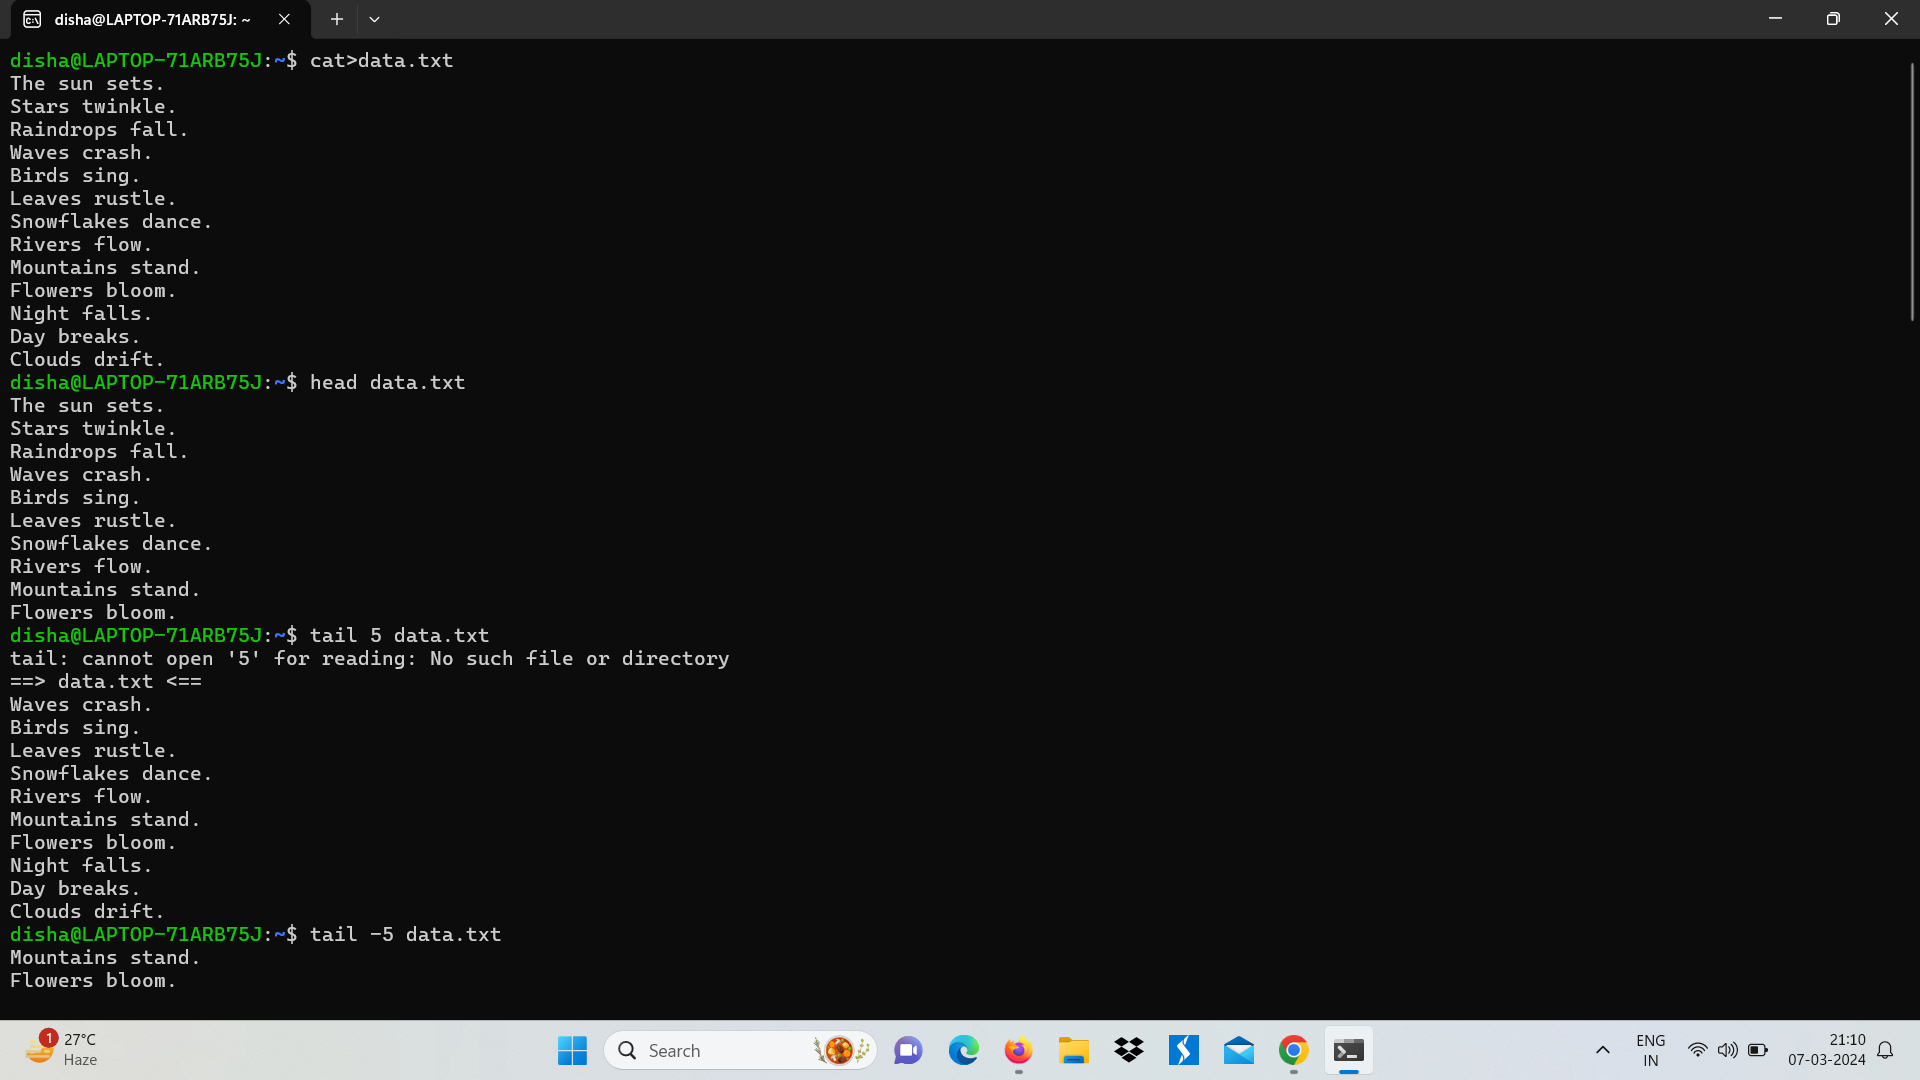 disha@LAPTOP-71ARB75J: ~
disha@LAPTOP-71ARB75J:~$ cat>data.txt
The sun sets.
Stars twinkle.
Raindrops fall.
Waves crash.
Birds sing.
Leaves rustle.
Snowflakes dance.
Rivers flow.
Mountains stand.
Flowers bloom.
Night falls.
Day breaks.
Clouds drift.
disha@LAPTOP-71ARB75J:~$ head data.txt
The sun sets.
Stars twinkle.
Raindrops fall.
Waves crash.
Birds sing.
Leaves rustle.
Snowflakes dance.
Rivers flow.
Mountains stand.
Flowers bloom.
disha@LAPTOP-71ARB75J:~$ tail 5 data.txt
tail: cannot open '5' for reading: No such file or directory
==> data.txt <==
Waves crash.
Birds sing.
Leaves rustle.
Snowflakes dance.
Rivers flow.
Mountains stand.
Flowers bloom.
Night falls.
Day breaks.
Clouds drift.
disha@LAPTOP-71ARB75J:~$ tail -5 data.txt
Mountains stand.
Flowers bloom.
1
27°C
Haze
Search
ENG
IN
21:10
07-03-2024